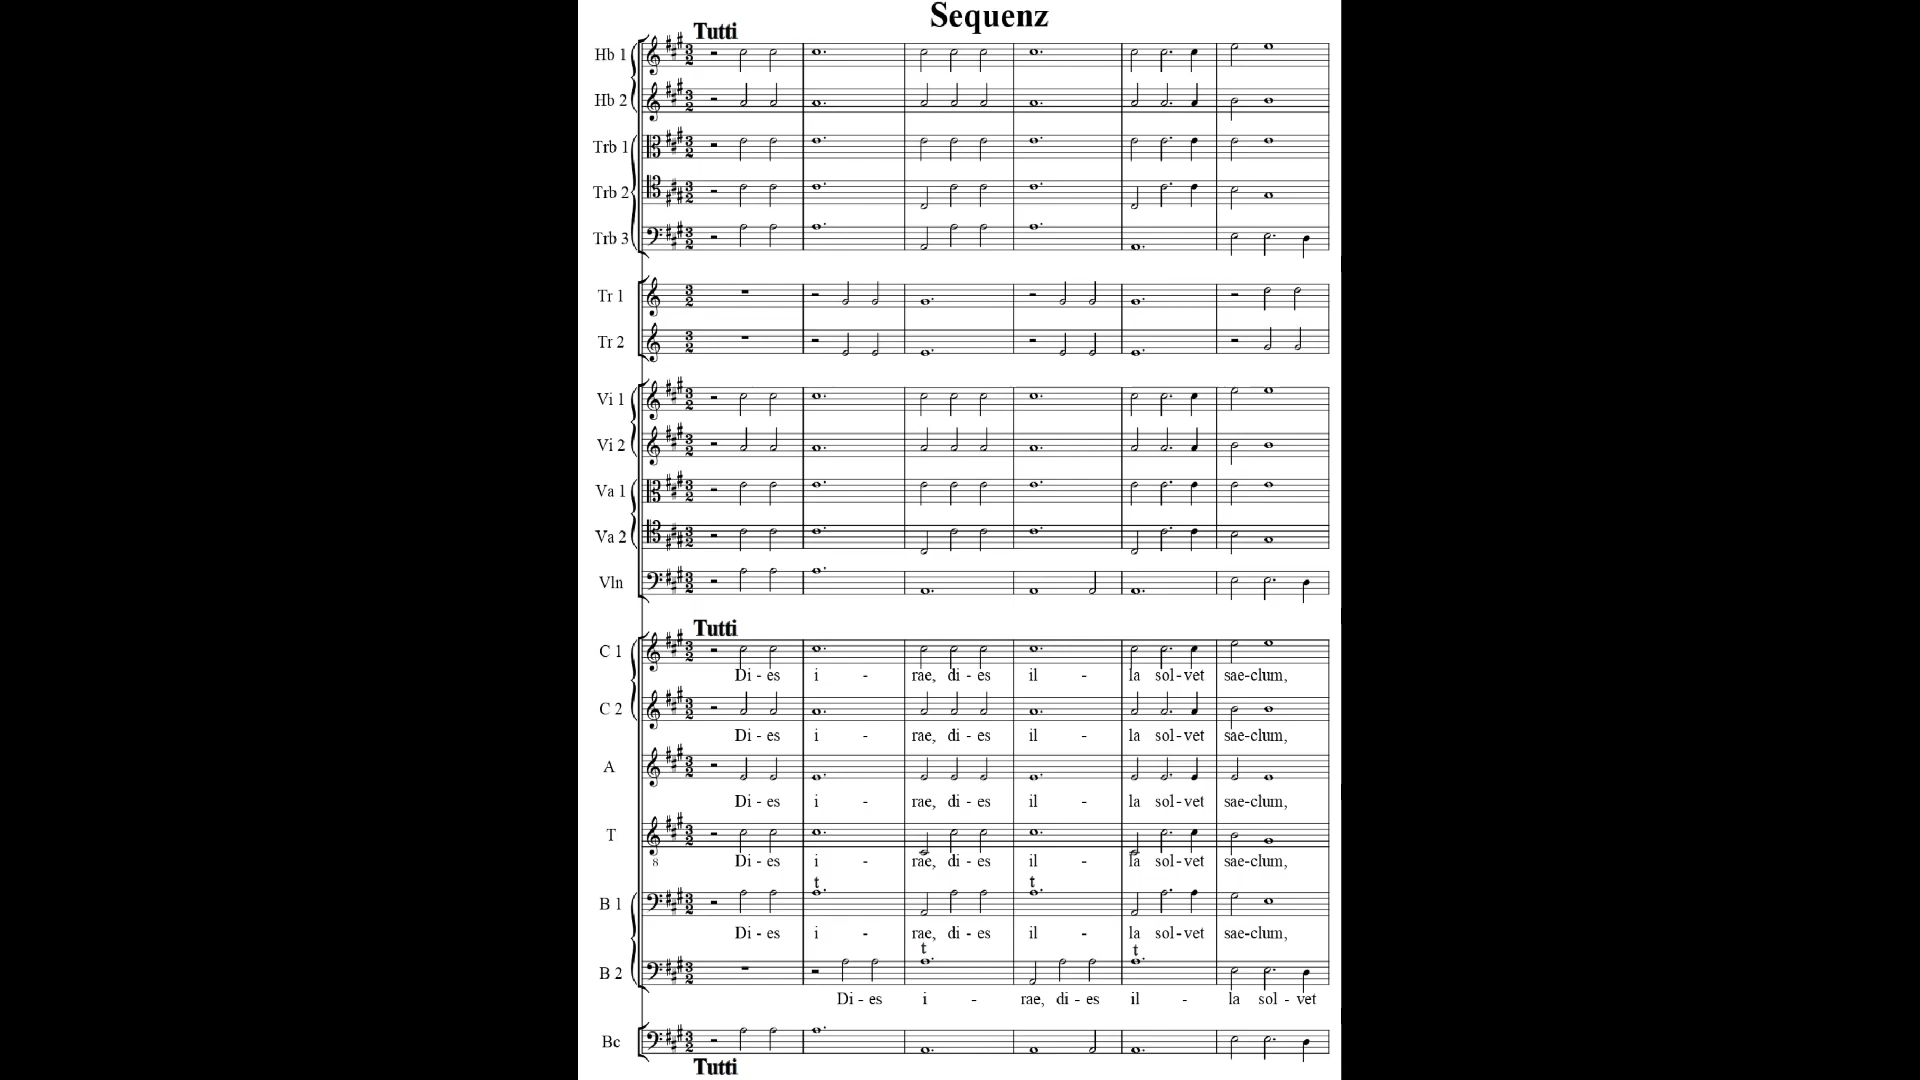 Sequenz
Tutti
Hb 1
Hb 2
Trb 1
Trb 2
Trb 3
Tr 1
Tr 2
Vi 1
Vi 2
Va 1
Va 2
Vln
Tutti
C 1
Di - es i - rae, di - es il - la sol - vet sae-clum,
C 2
Di - es i - rae, di - es il - la sol - vet sae-clum,
A
Di - es i - rae, di - es il - la sol - vet sae-clum,
T
8 Di - es i - rae, di - es il - la sol - vet sae-clum,
t t
B 1
Di - es i - rae, di - es il - la sol - vet sae-clum,
t t
B 2
Di - es i - rae, di - es il - la sol - vet
Bc
Tutti